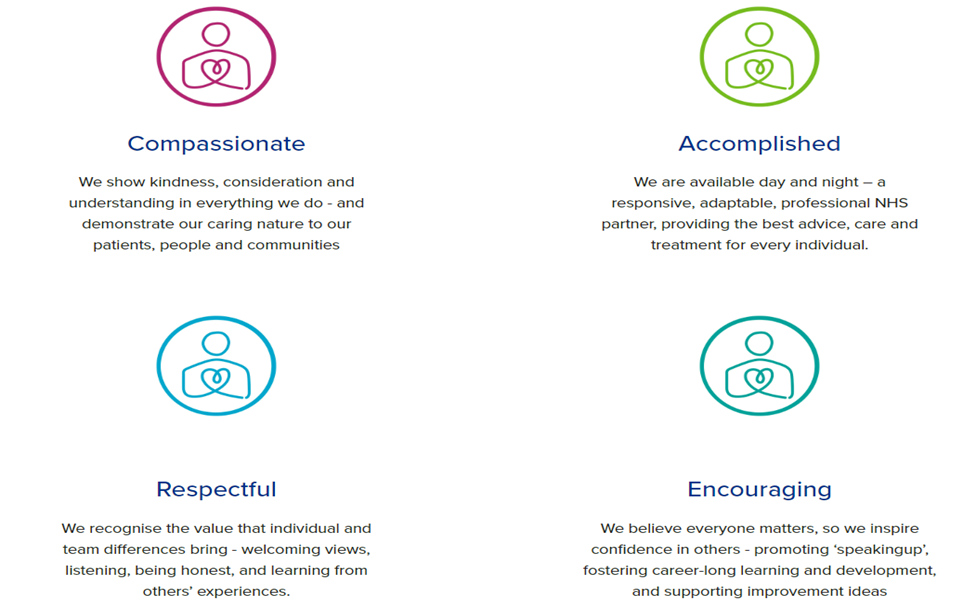 Compassionate
We show kindness, consideration and
understanding in everything we do - and
demonstrate our caring nature to our
patients, people and communities
Accomplished
We are available day and night – a
responsive, adaptable, professional NHS
partner, providing the best advice, care and
treatment for every individual.
Respectful
We recognise the value that individual and
team differences bring - welcoming views,
listening, being honest, and learning from
others’ experiences.
Encouraging
We believe everyone matters, so we inspire
confidence in others - promoting ‘speakingup’,
fostering career-long learning and development,
and supporting improvement ideas